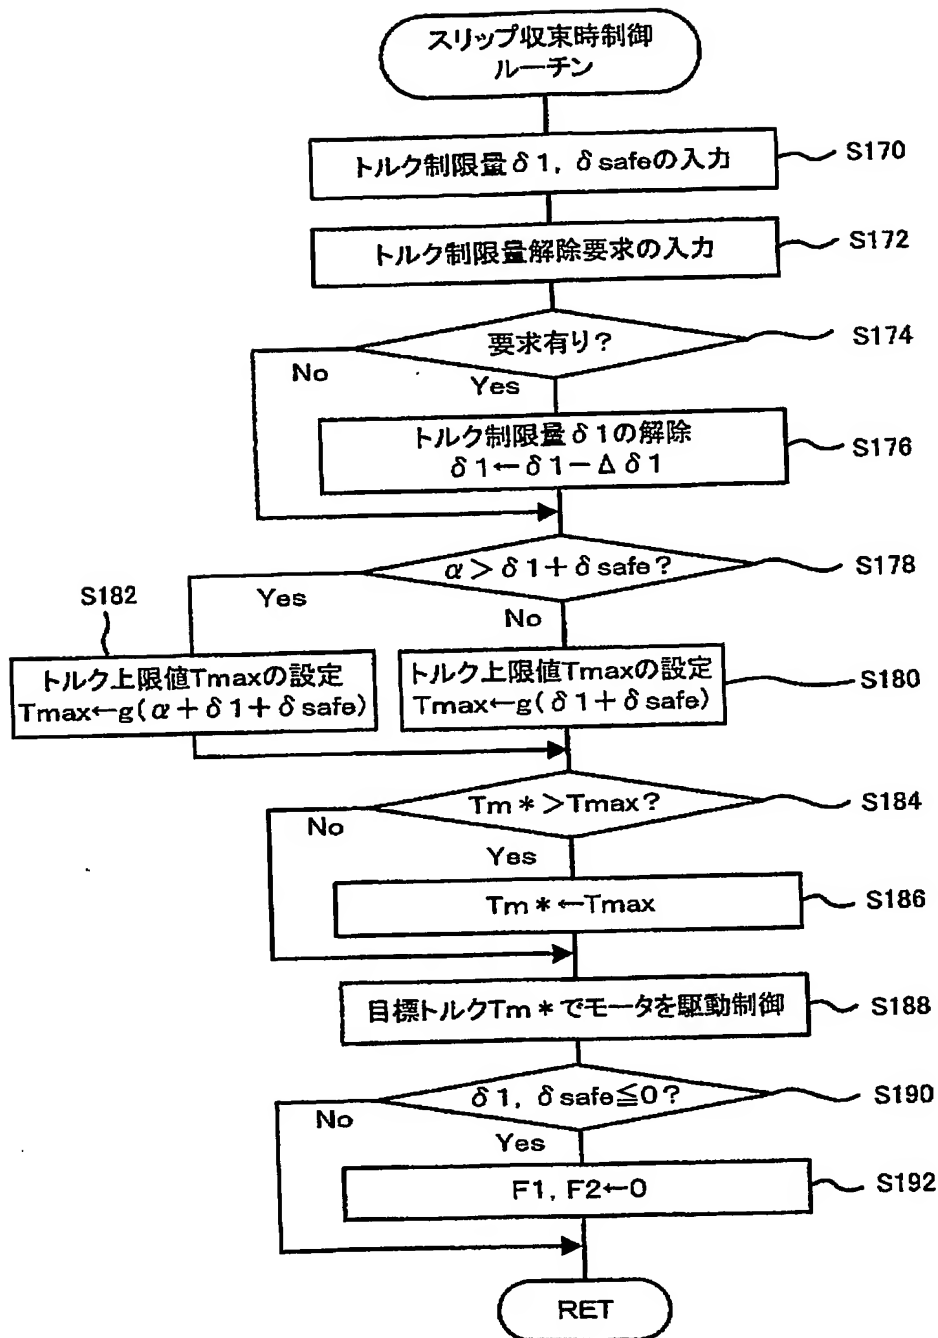 スリップ収束時制御
ルーチン
トルク制限量δ1, δsafeの入力
S170
トルク制限量解除要求の入力
S172
要求有り?
S174
No
Yes
トルク制限量δ1の解除
δ1←δ1−Δδ1
S176
α>δ1+δsafe?
S178
S182
Yes
No
トルク上限値Tmaxの設定
Tmax←g(α+δ1+δsafe)
トルク上限値Tmaxの設定
Tmax←g(δ1+δsafe)
S180
Tm*>Tmax?
S184
No
Yes
Tm*←Tmax
S186
目標トルクTm*でモータを駆動制御
S188
δ1, δsafe≦0?
S190
No
Yes
F1, F2←0
S192
RET